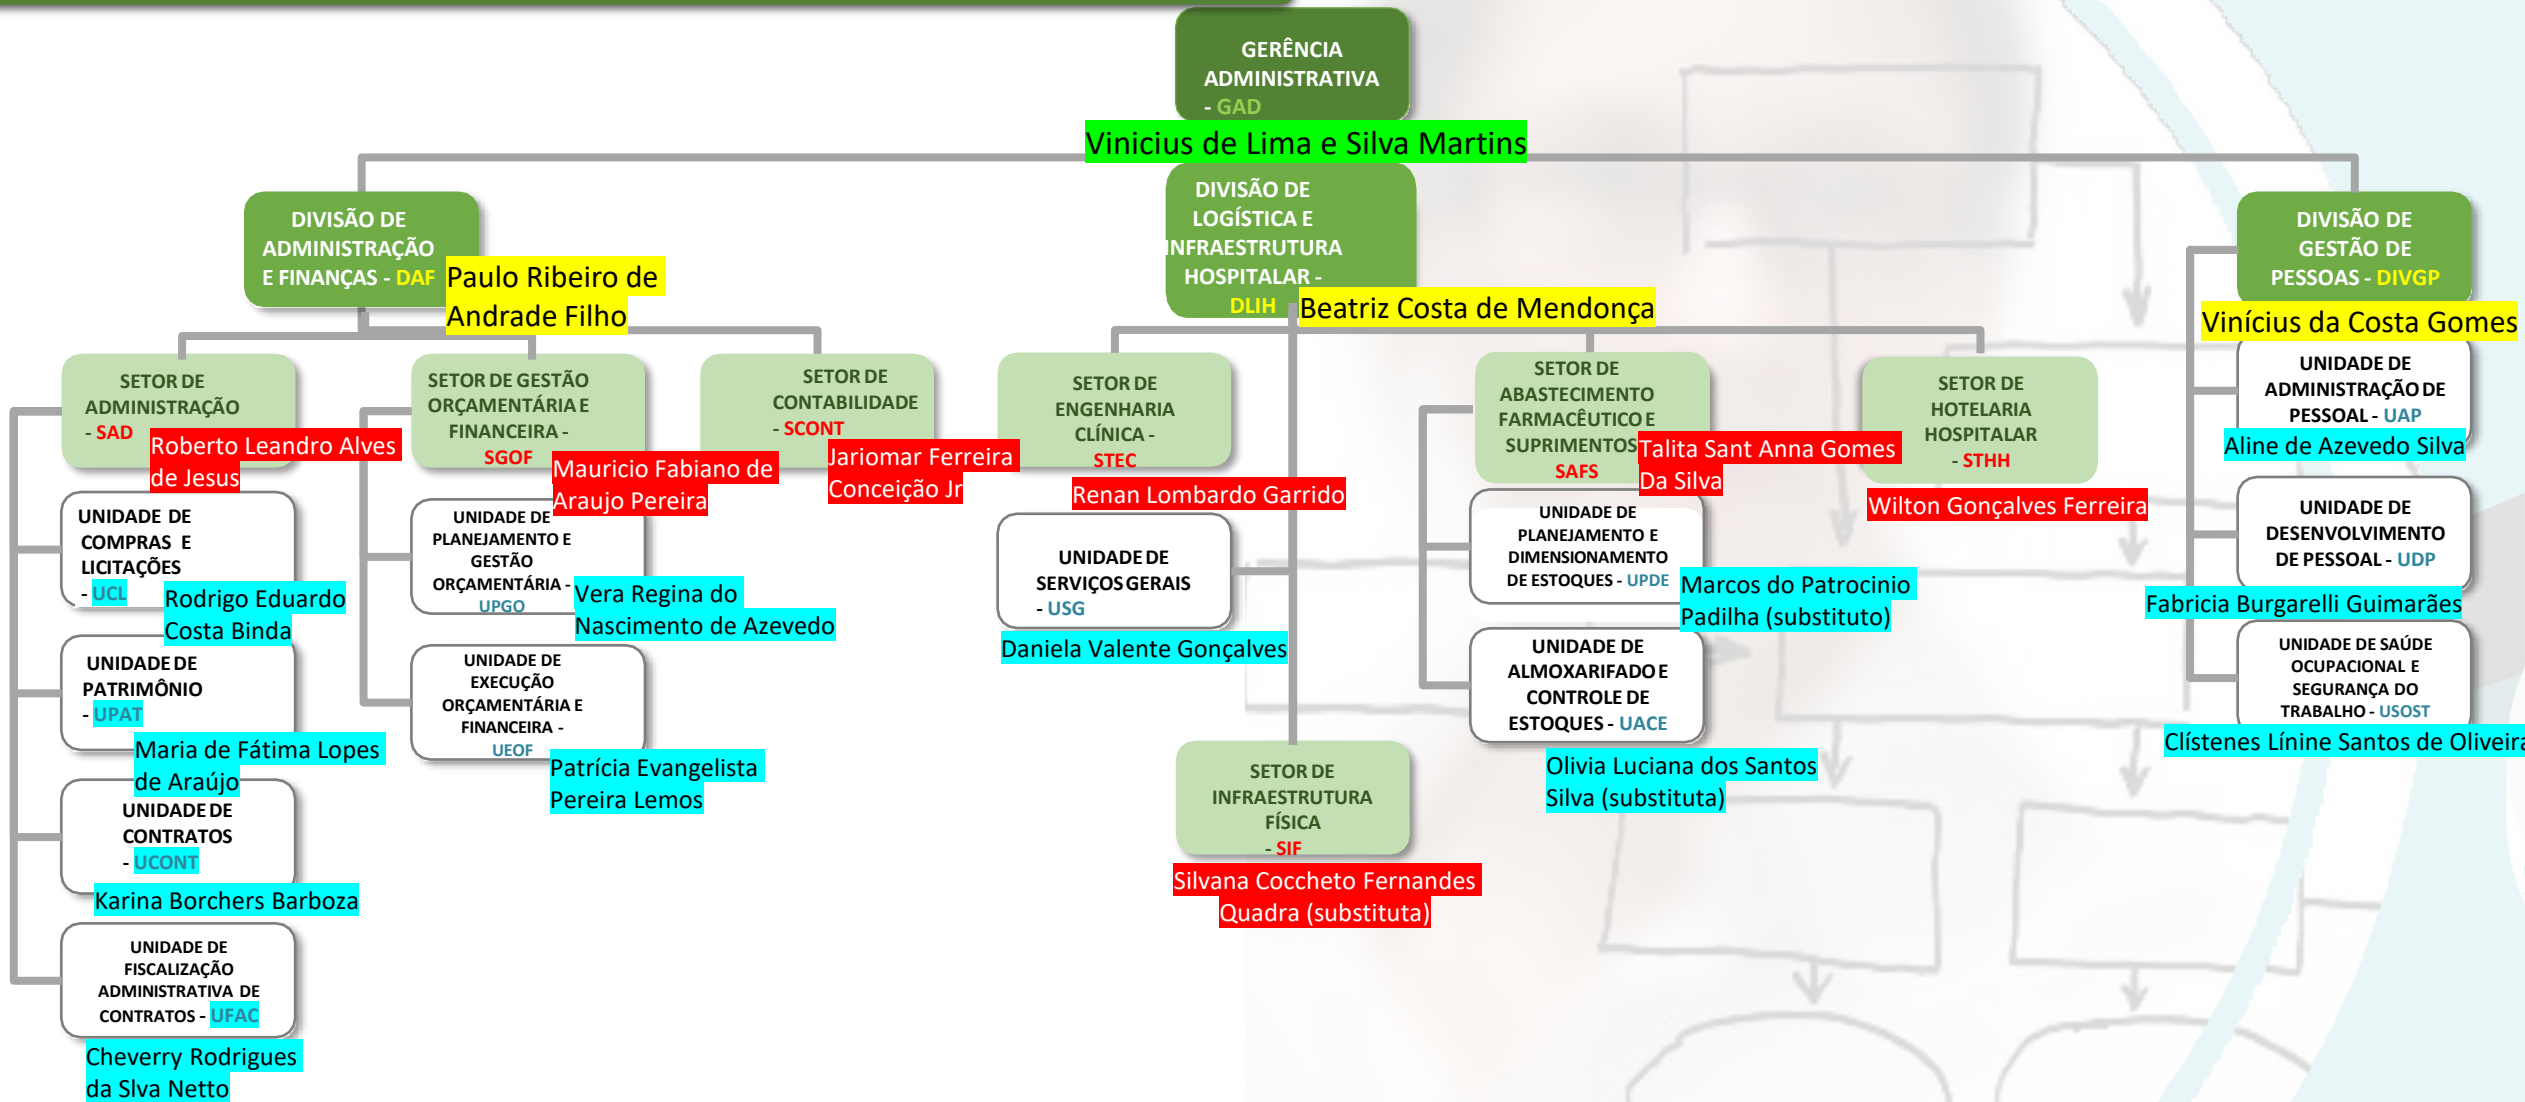 GERÊNCIA
ADMINISTRATIVA
- GAD
Vinicius de Lima e Silva Martins
DIVISÃO DE
ADMINISTRAÇÃO
E FINANÇAS - DAF
Paulo Ribeiro de
Andrade Filho
SETOR DE
ADMINISTRAÇÃO
- SAD
Roberto Leandro Alves
de Jesus
UNIDADE DE
COMPRAS E
LICITAÇÕES
- UCL
Rodrigo Eduardo
Costa Binda
UNIDADE DE
PATRIMÔNIO
- UPAT
Maria de Fátima Lopes
de Araújo
UNIDADE DE
CONTRATOS
- UCONT
Karina Borchers Barboza
UNIDADE DE
FISCALIZAÇÃO
ADMINISTRATIVA DE
CONTRATOS - UFAC
Cheverry Rodrigues
da Slva Netto
SETOR DE GESTÃO
ORÇAMENTÁRIA E
FINANCEIRA -
SGOF
Mauricio Fabiano de
Araujo Pereira
UNIDADE DE
PLANEJAMENTO E
GESTÃO
ORÇAMENTÁRIA -
UPGO
Vera Regina do
Nascimento de Azevedo
UNIDADE DE
EXECUÇÃO
ORÇAMENTÁRIA E
FINANCEIRA -
UEOF
Patrícia Evangelista
Pereira Lemos
SETOR DE
CONTABILIDADE
- SCONT
Jariomar Ferreira
Conceição Jr
DIVISÃO DE
LOGÍSTICA E
INFRAESTRUTURA
HOSPITALAR -
DLIH
Beatriz Costa de Mendonça
SETOR DE
ENGENHARIA
CLÍNICA -
STEC
Renan Lombardo Garrido
UNIDADE DE
SERVIÇOS GERAIS
- USG
Daniela Valente Gonçalves
SETOR DE
INFRAESTRUTURA
FÍSICA
- SIF
Silvana Coccheto Fernandes
Quadra (substituta)
SETOR DE
ABASTECIMENTO
FARMACÊUTICO E
SUPRIMENTOS
SAFS
Talita Sant Anna Gomes
Da Silva
UNIDADE DE
PLANEJAMENTO E
DIMENSIONAMENTO
DE ESTOQUES - UPDE
Marcos do Patrocinio
Padilha (substituto)
UNIDADE DE
ALMOXARIFADO E
CONTROLE DE
ESTOQUES - UACE
Olivia Luciana dos Santos
Silva (substituta)
SETOR DE
HOTELARIA
HOSPITALAR
- STHH
Wilton Gonçalves Ferreira
DIVISÃO DE
GESTÃO DE
PESSOAS - DIVGP
Vinícius da Costa Gomes
UNIDADE DE
ADMINISTRAÇÃO DE
PESSOAL - UAP
Aline de Azevedo Silva
UNIDADE DE
DESENVOLVIMENTO
DE PESSOAL - UDP
Fabricia Burgarelli Guimarães
UNIDADE DE SAÚDE
OCUPACIONAL E
SEGURANÇA DO
TRABALHO - USOST
Clístenes Línine Santos de Oliveira